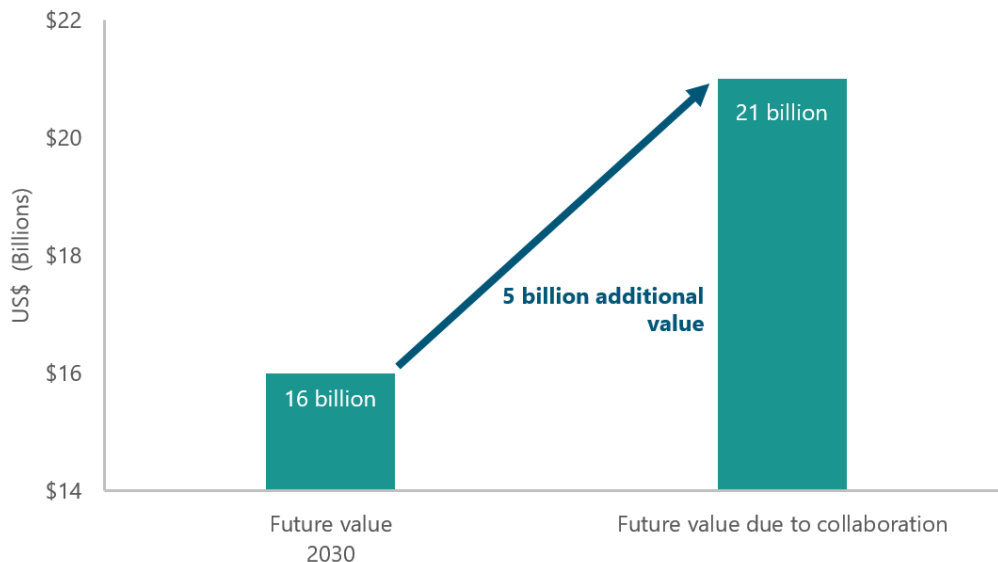 $22
$20
$18
$16
$14
US$ (Billions)
16 billion
5 billion additional
value
21 billion
Future value
2030
Future value due to collaboration